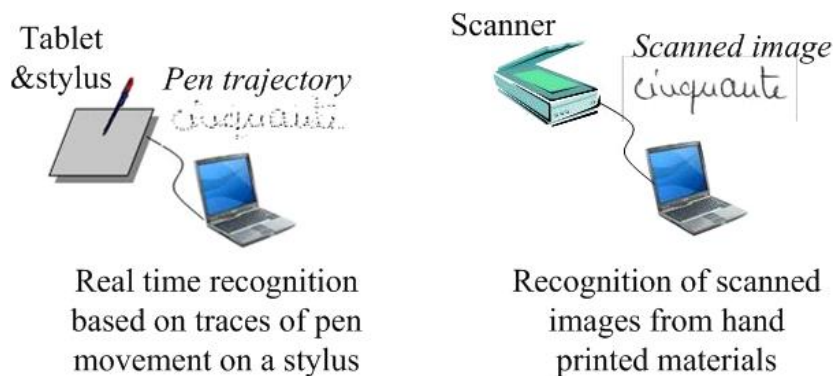 Tablet
&stylus
Pen trajectory
cinquante
Real time recognition
based on traces of pen
movement on a stylus
Scanner
Scanned image
cinquante
Recognition of scanned
images from hand
printed materials